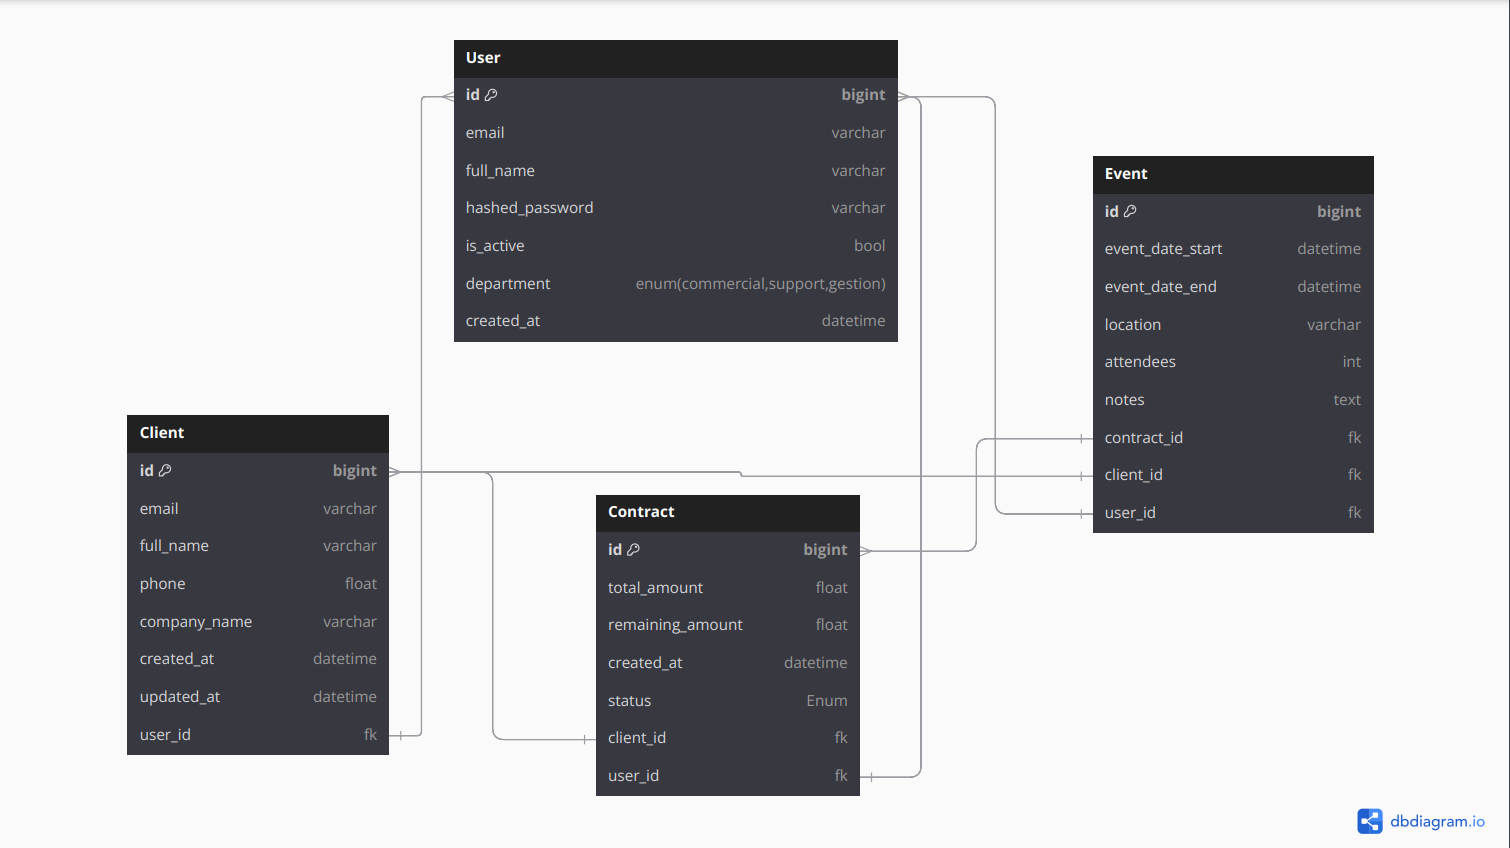 User
id bigint
email varchar
full_name varchar
hashed_password varchar
is_active bool
department enum(commercial,support,gestion)
created_at datetime
Event
id bigint
event_date_start datetime
event_date_end datetime
location varchar
attendees int
notes text
contract_id fk
client_id fk
user_id fk
Client
id bigint
email varchar
full_name varchar
phone float
company_name varchar
created_at datetime
updated_at datetime
user_id fk
Contract
id bigint
total_amount float
remaining_amount float
created_at datetime
status Enum
client_id fk
user_id fk
dbdiagram.io